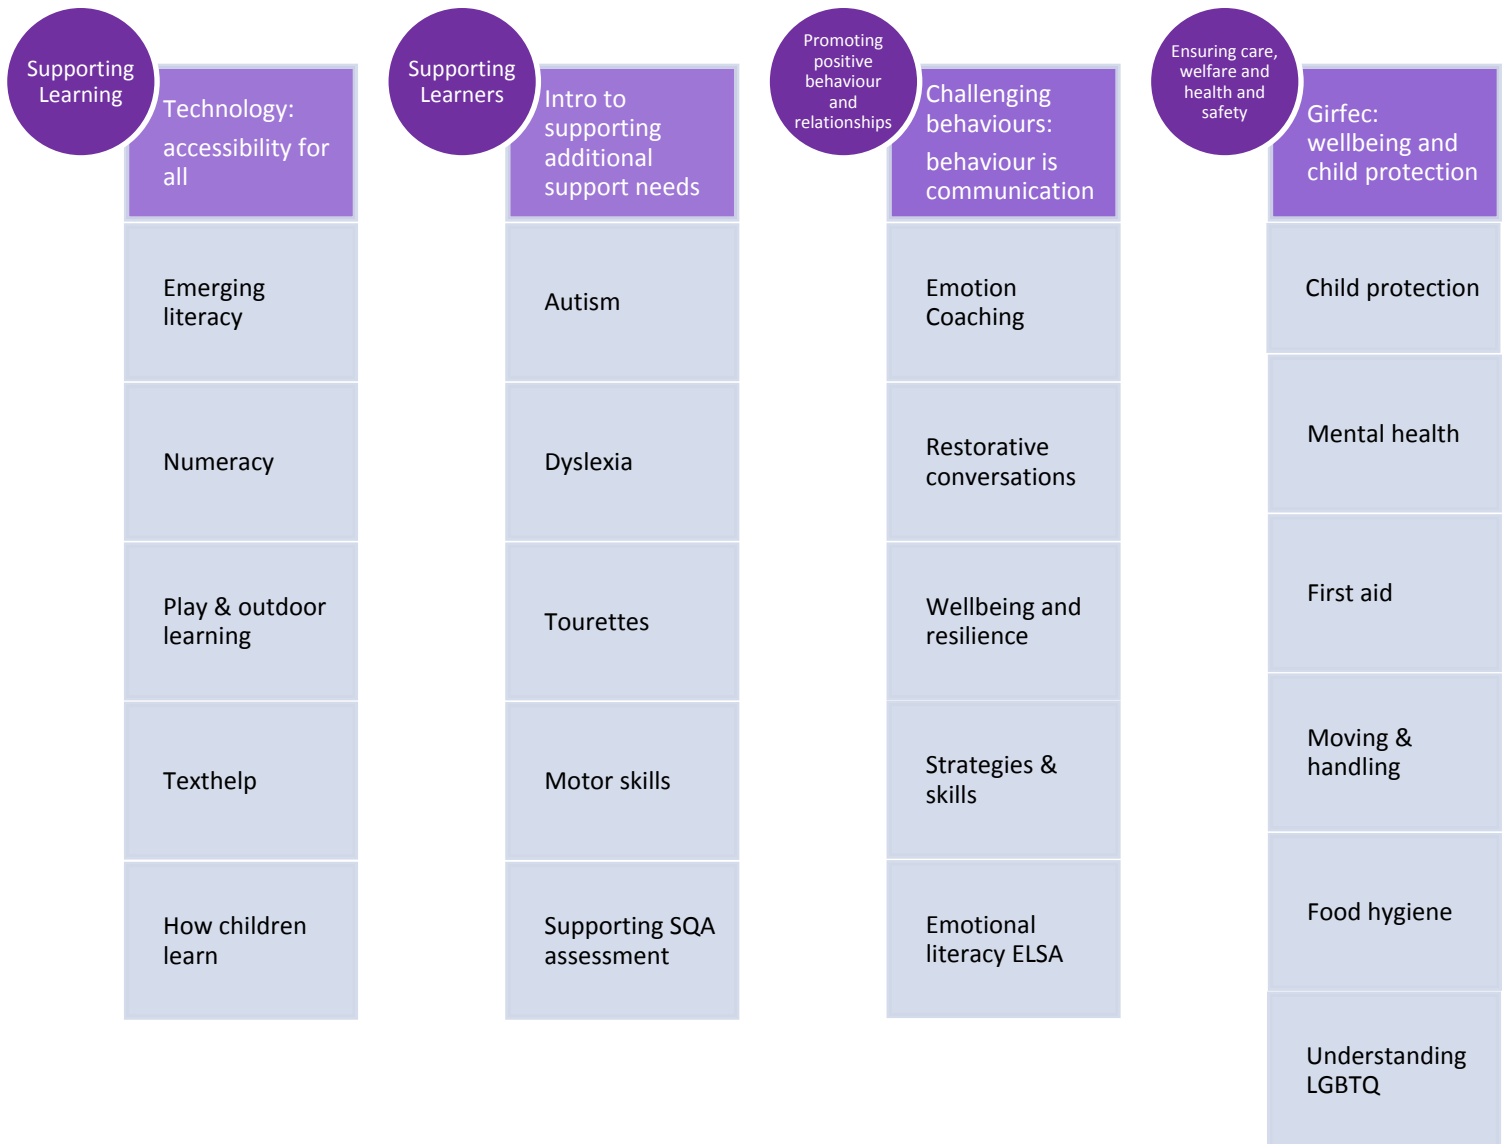 Supporting
Learning
Technology:
accessibility for
all
Emerging
literacy
Numeracy
Play & outdoor
learning
Texthelp
How children
learn
Supporting
Learners
Intro to
supporting
additional
support needs
Autism
Dyslexia
Tourettes
Motor skills
Supporting SQA
assessment
Promoting
positive
behaviour
and
relationships
Challenging
behaviours:
behaviour is
communication
Emotion
Coaching
Restorative
conversations
Wellbeing and
resilience
Strategies &
skills
Emotional
literacy ELSA
Ensuring care,
welfare and
health and
safety
Girfec:
wellbeing and
child protection
Child protection
Mental health
First aid
Moving &
handling
Food hygiene
Understanding
LGBTQ